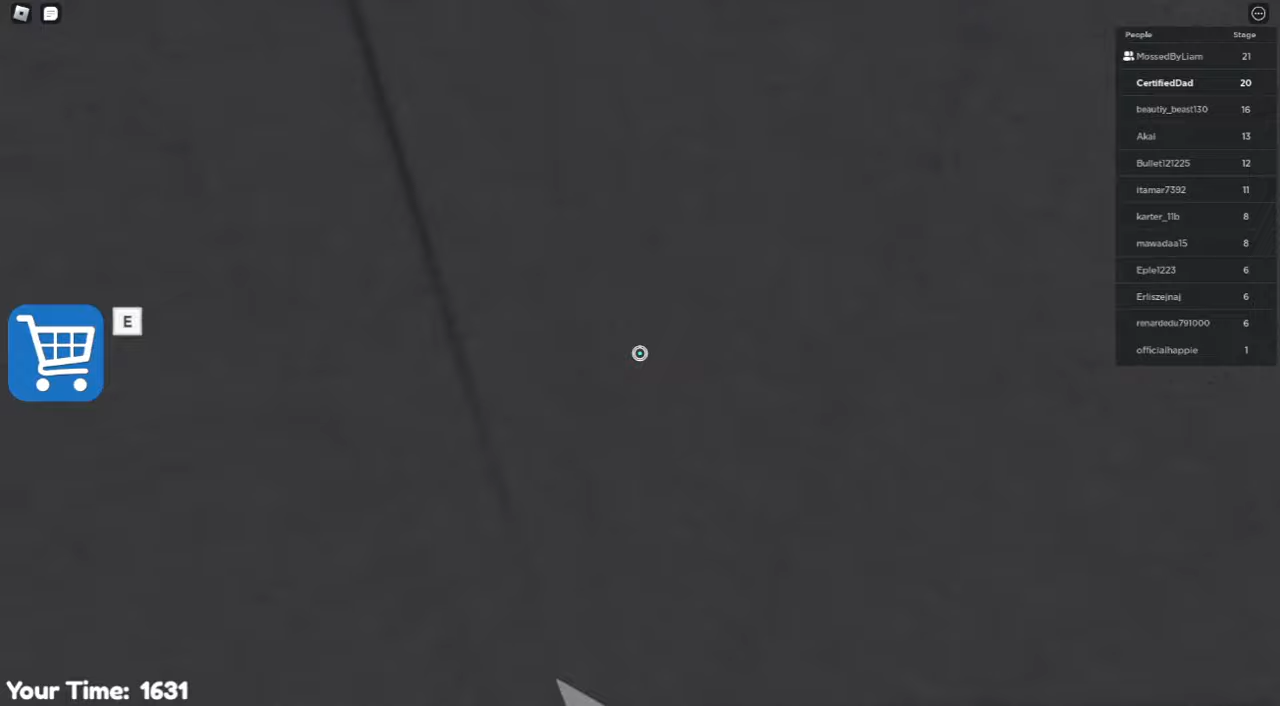 People Stage
MossedByLiam 21
CertifiedDad 20
beautiy_beast130 16
Akai 13
Bullet121225 12
itamar7392 11
karter_11b 8
mawadaa15 8
Eple1223 6
Erliszejnaj 6
renardedu791000 6
officialhappie 1
E
Your Time: 1631